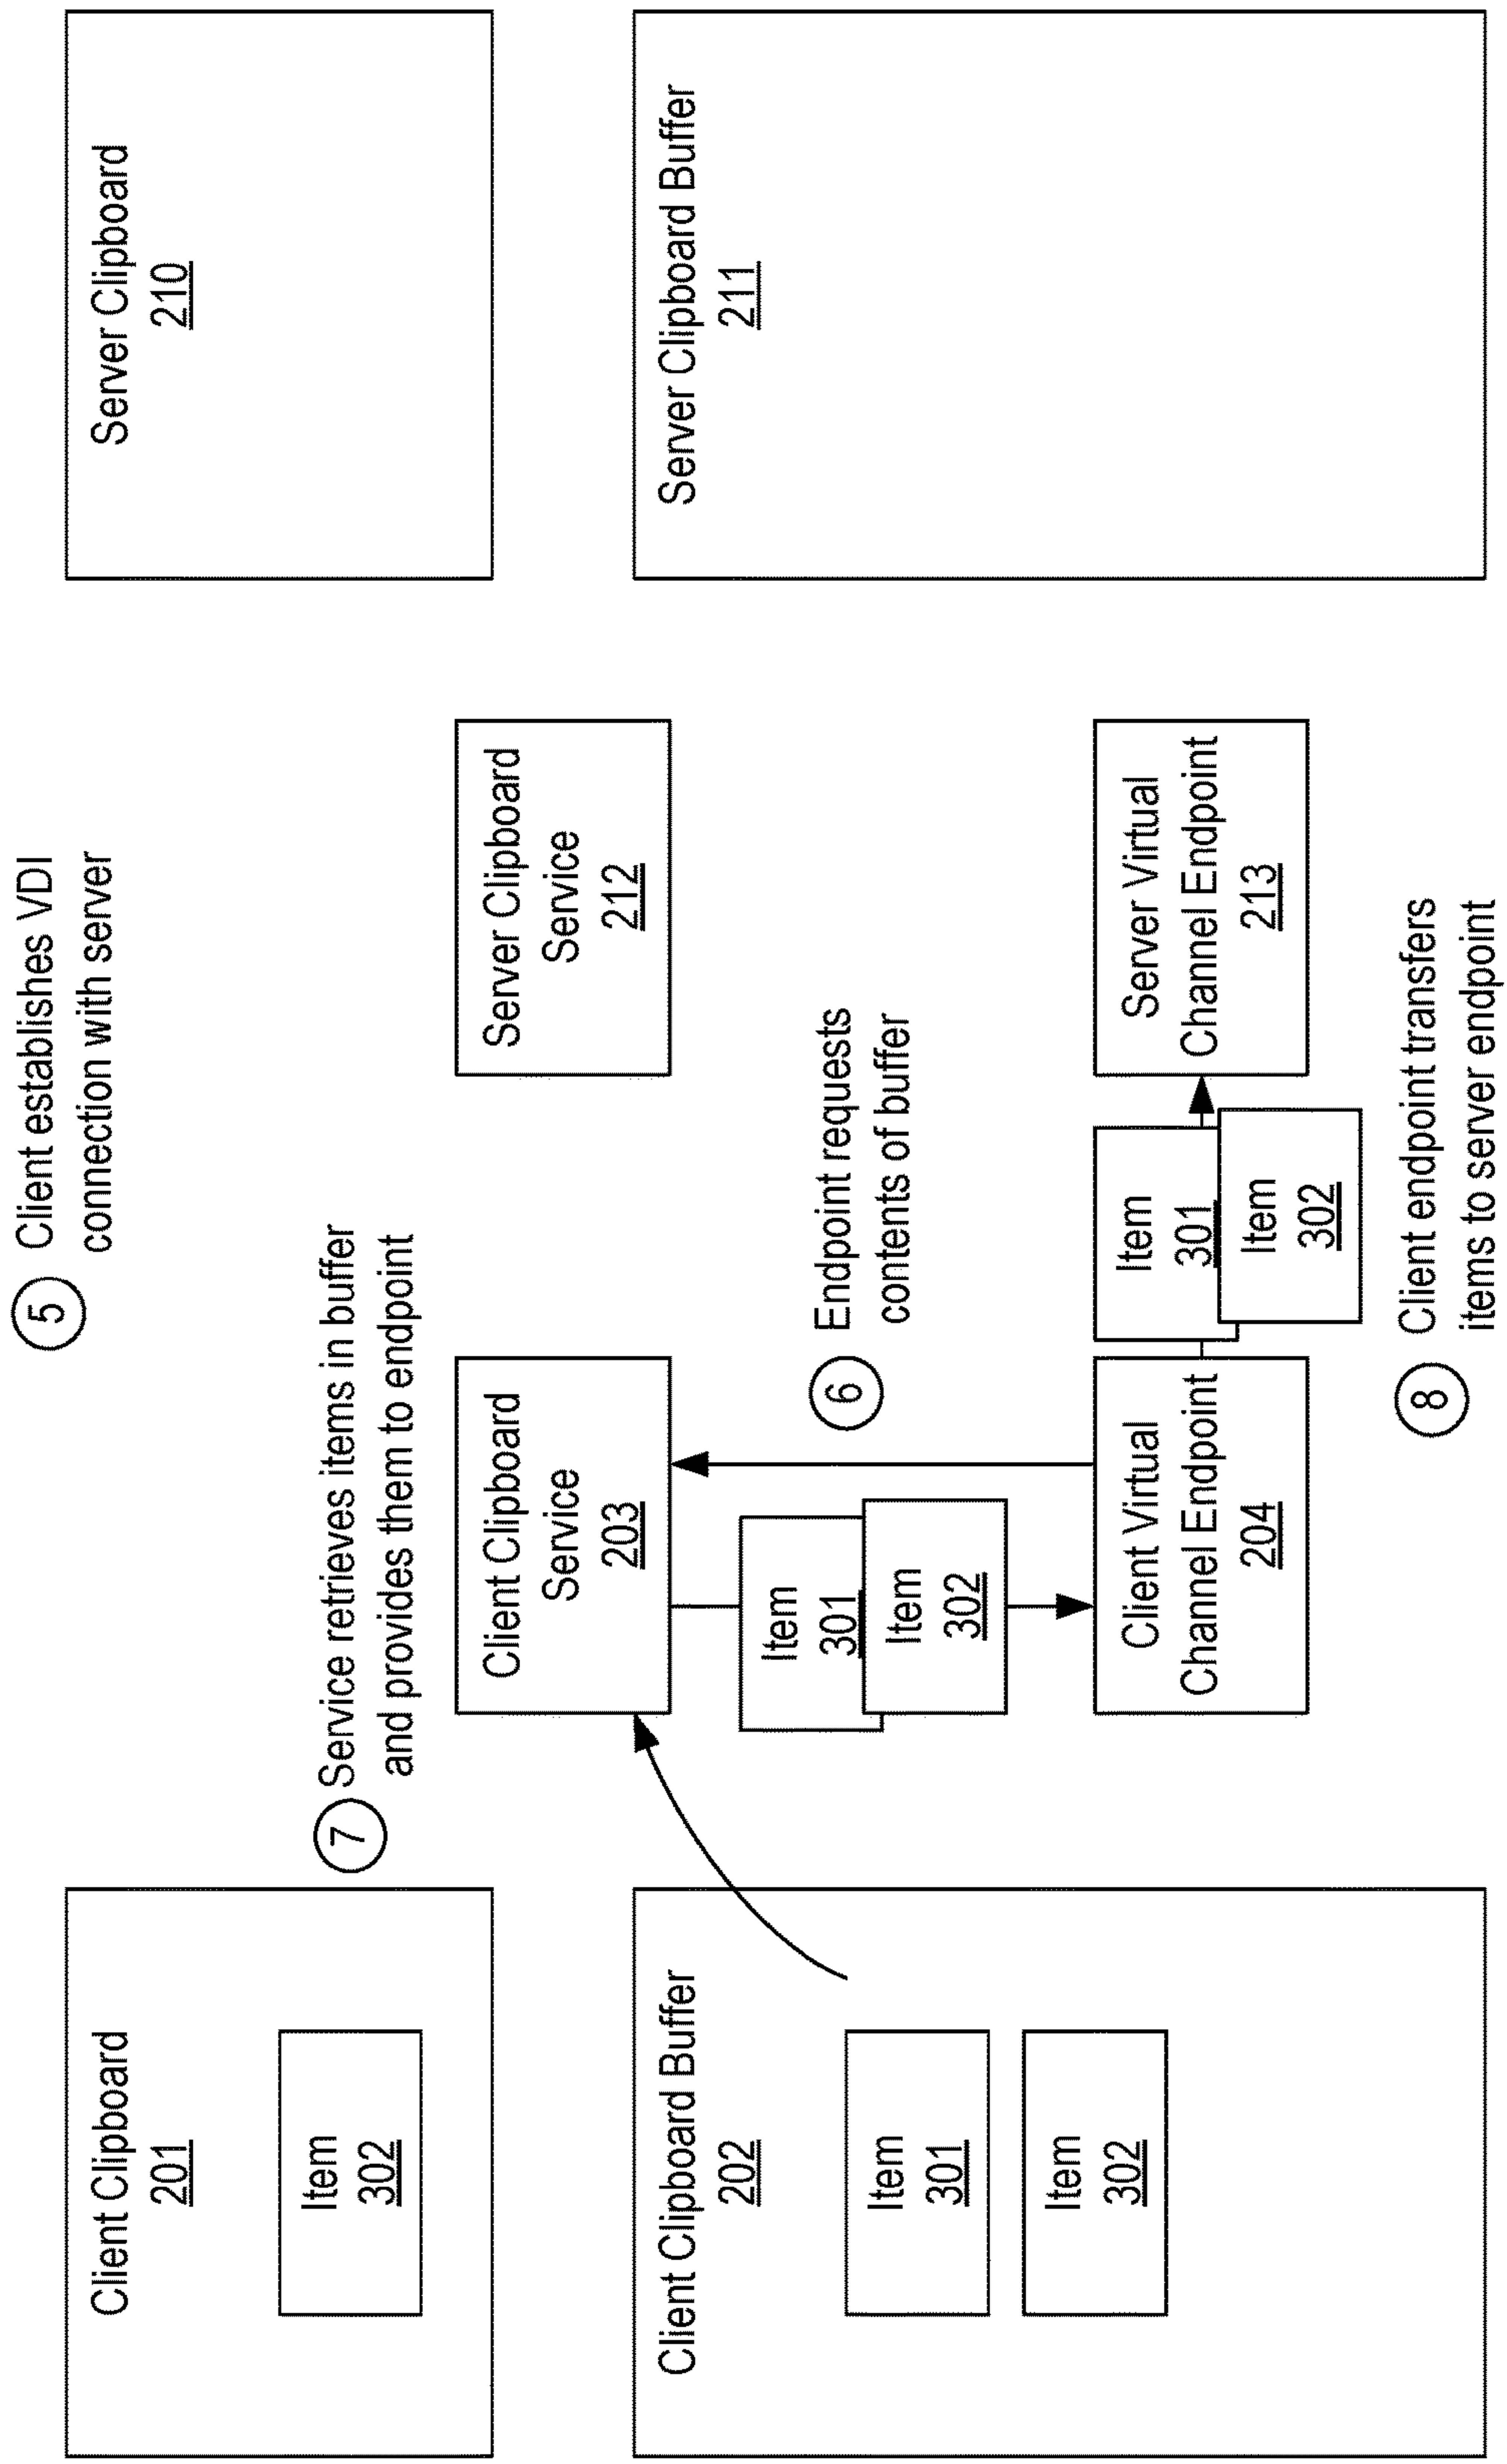 5
Client establishes VDI
connection with server
Client Clipboard
201
Item
302
7
Service retrieves items in buffer
and provides them to endpoint
Server Clipboard
210
Client Clipboard
Service
203
Server Clipboard
Service
212
Client Clipboard Buffer
202
Item
301
Item
302
Item
301
Item
302
6
Endpoint requests
contents of buffer
Server Clipboard Buffer
211
Client Virtual
Channel Endpoint
204
Item
301
Item
302
Server Virtual
Channel Endpoint
213
8
Client endpoint transfers
items to server endpoint